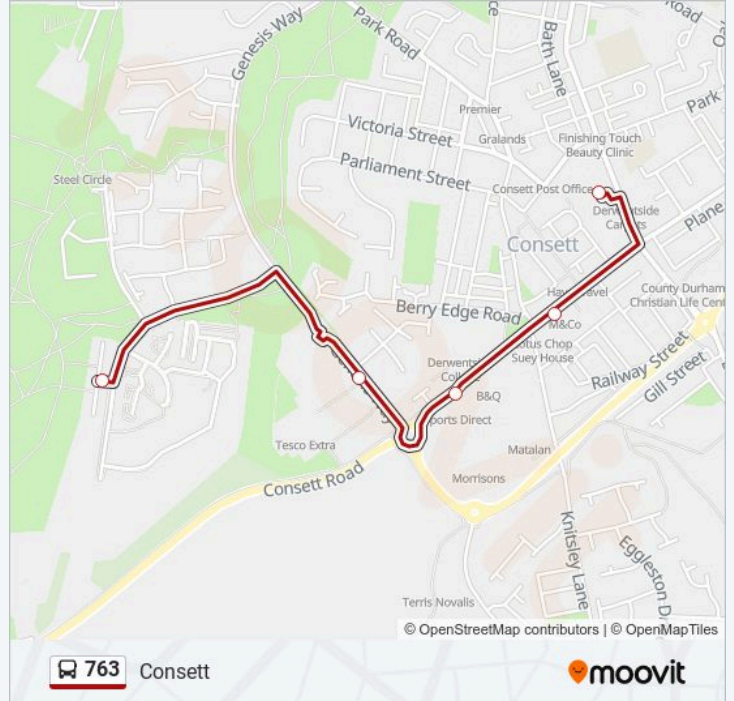 Genesis Way
Park Road
Road
Bath Lane
Park
Premier
Victoria Street
Gralands
Finishing Touch
Beauty Clinic
Parliament Street
Steel Circle
Consett Post Office
Derwentside
Plane
Consett
County Durham
Christian Life Cent
Berry Edge Road
M&Co
Suey House
Railway Street
Gill Street
B&Q
ports Direct
Tesco Extra
Matalan
Consett Road
Morrisons
Knitsley Lane
Eggleston D
Terris Novalis
© OpenStreetMap contributors | © OpenMapTiles
763 Consett
moovit